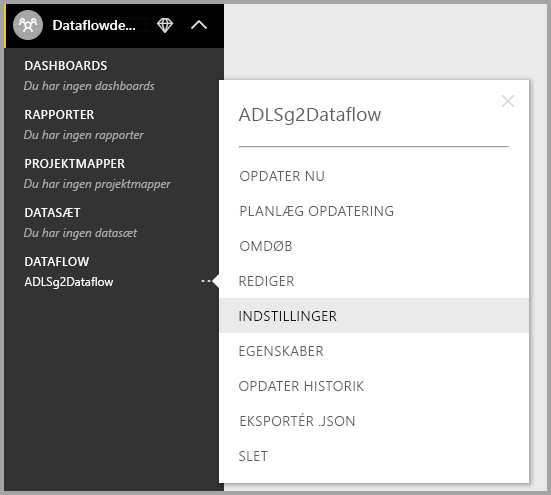 Dataflowde...
DASHBOARDS
Du har ingen dashboards
RAPPORTER
Du har ingen rapporter
PROJEKTMAPPER
Du har ingen projektmapper
DATASÆT
Du har ingen datasæt
DATAFLOW
ADLSg2Dataflow
ADLSg2Dataflow
OPDATER NU
PLANLÆG OPDATERING
OMDØB
REDIGER
INDSTILLINGER
EGENSKABER
OPDATER HISTORIK
EKSPORTÉR .JSON
SLET